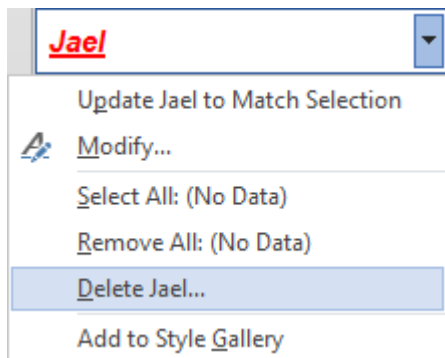 Jael
Update Jael to Match Selection
Modify...
Select All: (No Data)
Remove All: (No Data)
Delete Jael...
Add to Style Gallery